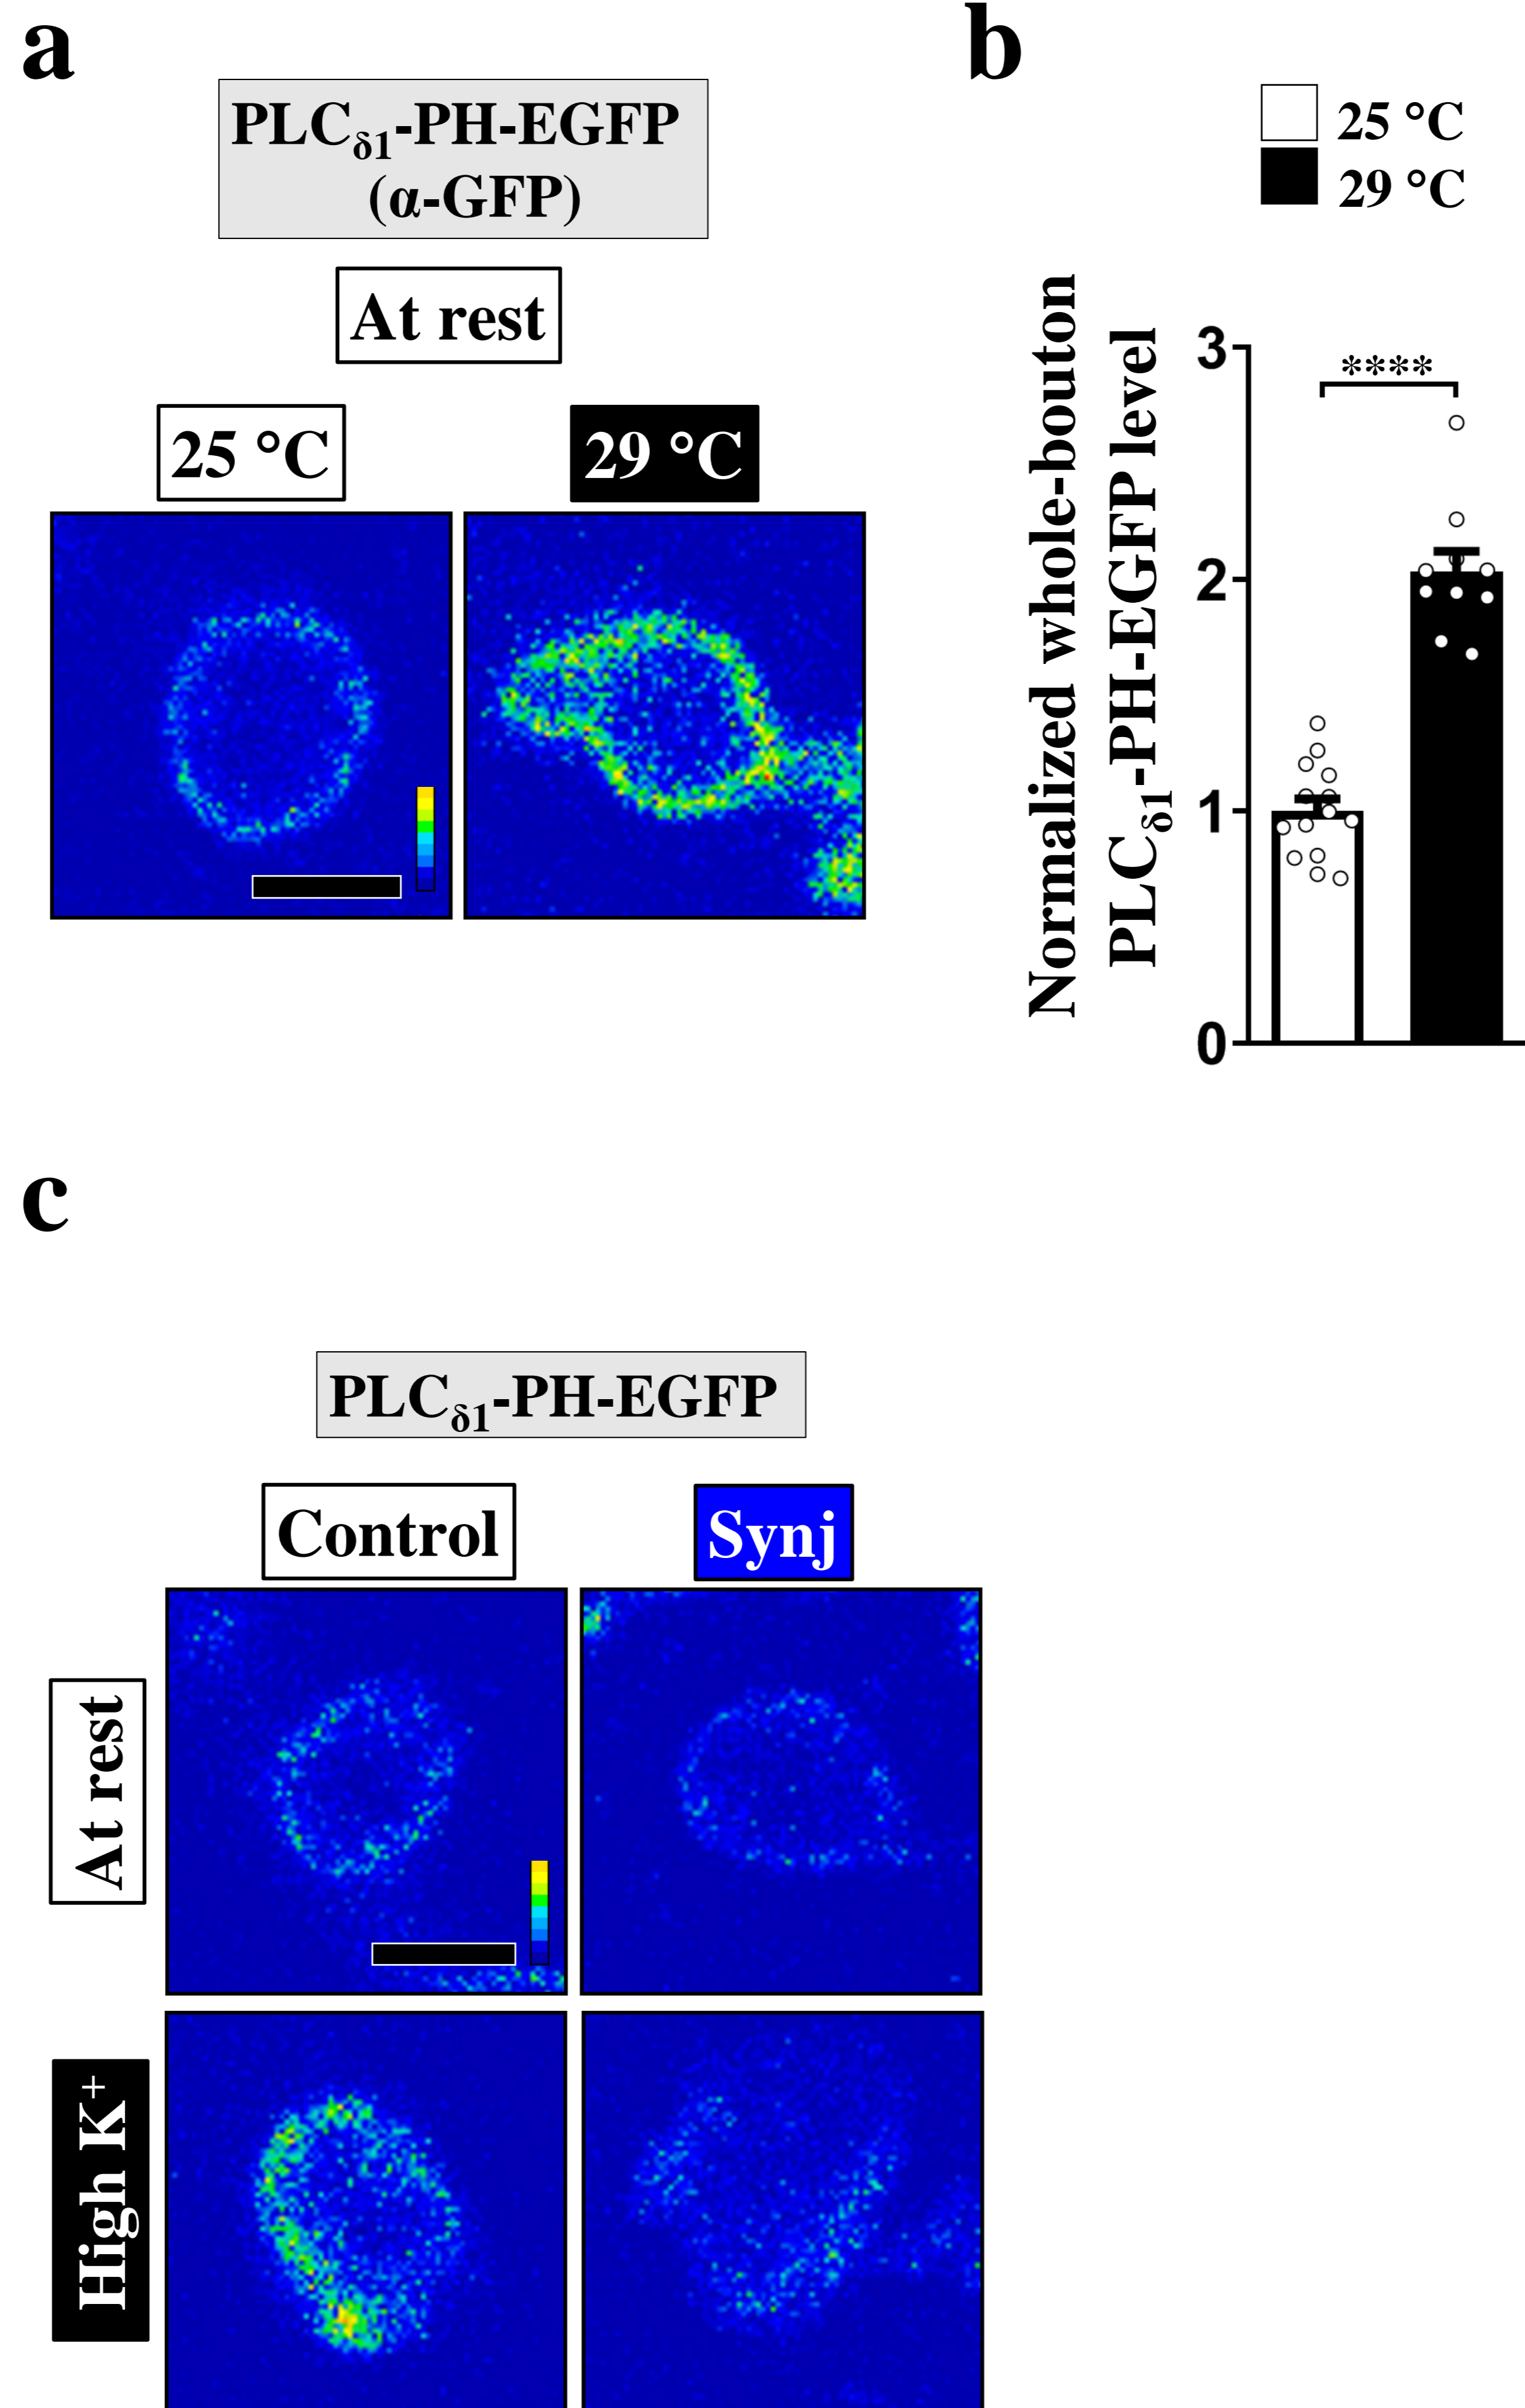 a
PLCδ1-PH-EGFP
(α-GFP)
At rest
25 °C
29 °C
b
25 °C
29 °C
Normalized whole-bouton
PLCδ1-PH-EGFP level
3
2
1
0
****
c
PLCδ1-PH-EGFP
Control
Synj
At rest
High K⁺